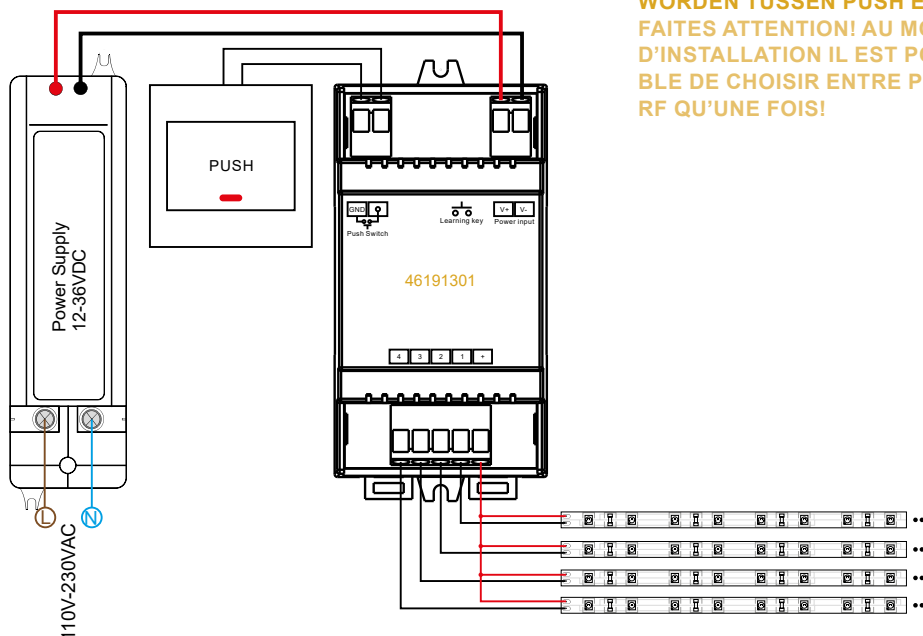 WORDEN TUSSEN PUSH E
FAITES ATTENTION! AU MO
D'INSTALLATION IL EST PO
BLE DE CHOISIR ENTRE P
RF QU'UNE FOIS!
PUSH
GND
V+ V-
Learning key
Power input
Push Switch
Power Supply
12-36VDC
46191301
4 3 2 1 +
L
N
110V-230VAC